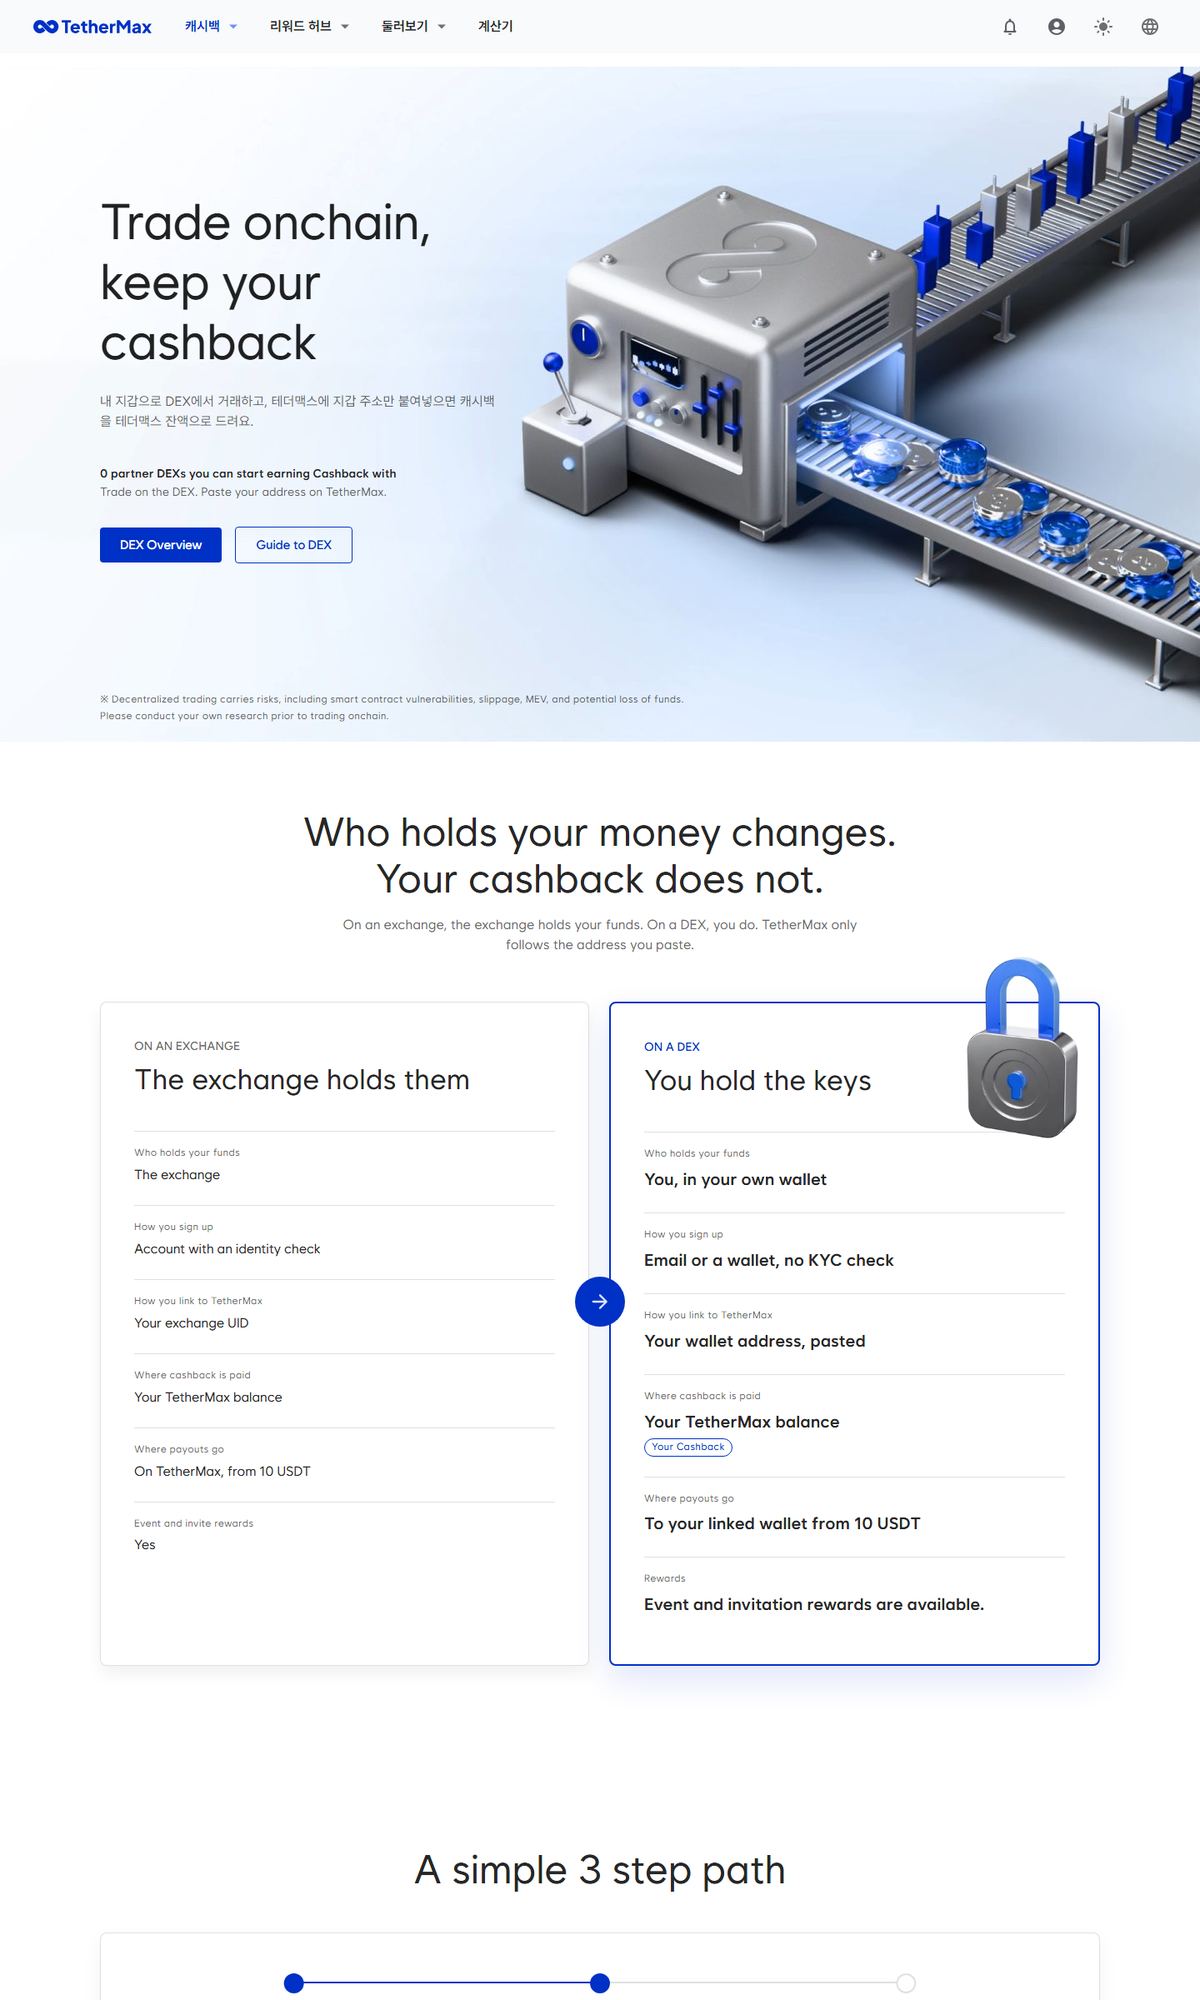 TetherMax
캐시백
리워드 허브
둘러보기
계산기
Trade onchain,
keep your
cashback
내 지갑으로 DEX에서 거래하고, 테더맥스에 지갑 주소만 붙여넣으면 캐시백
을 테더맥스 잔액으로 드려요.
0 partner DEXs you can start earning Cashback with
Trade on the DEX. Paste your address on TetherMax.
DEX Overview
Guide to DEX
※ Decentralized trading carries risks, including smart contract vulnerabilities, slippage, MEV, and potential loss of funds.
Please conduct your own research prior to trading onchain.
Who holds your money changes.
Your cashback does not.
On an exchange, the exchange holds your funds. On a DEX, you do. TetherMax only
follows the address you paste.
ON AN EXCHANGE
The exchange holds them
Who holds your funds
The exchange
How you sign up
Account with an identity check
How you link to TetherMax
Your exchange UID
Where cashback is paid
Your TetherMax balance
Where payouts go
On TetherMax, from 10 USDT
Event and invite rewards
Yes
ON A DEX
You hold the keys
Who holds your funds
You, in your own wallet
How you sign up
Email or a wallet, no KYC check
How you link to TetherMax
Your wallet address, pasted
Where cashback is paid
Your TetherMax balance
Your Cashback
Where payouts go
To your linked wallet from 10 USDT
Rewards
Event and invitation rewards are available.
A simple 3 step path